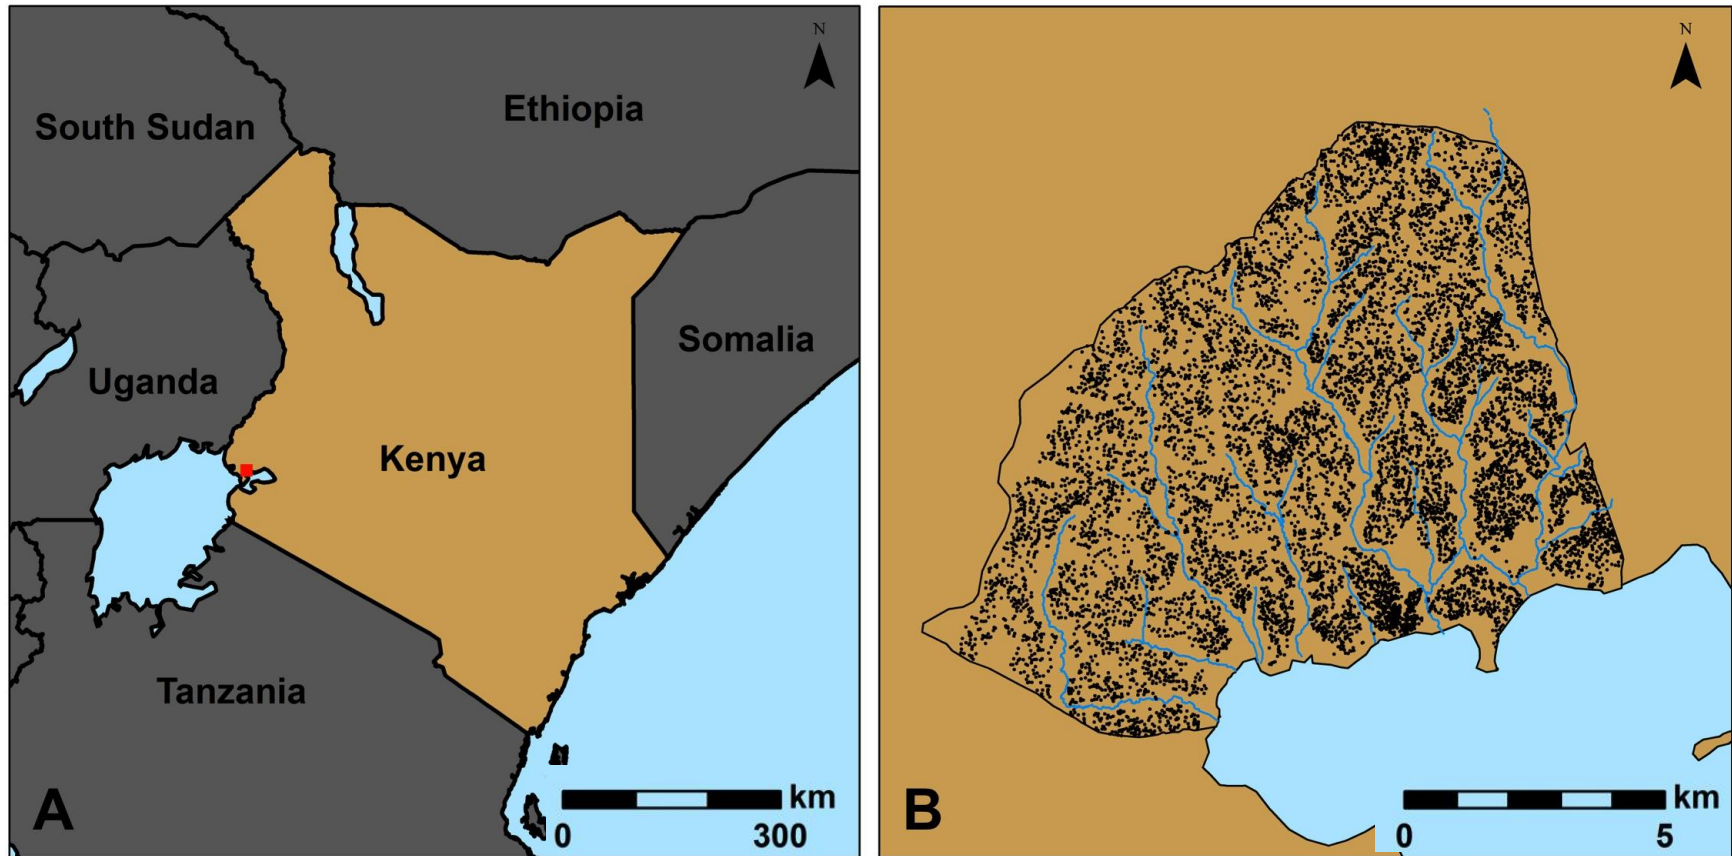 N
South Sudan
Ethiopia
Somalia
Uganda
Kenya
Tanzania
A
km
0 300
N
B
km
0 5